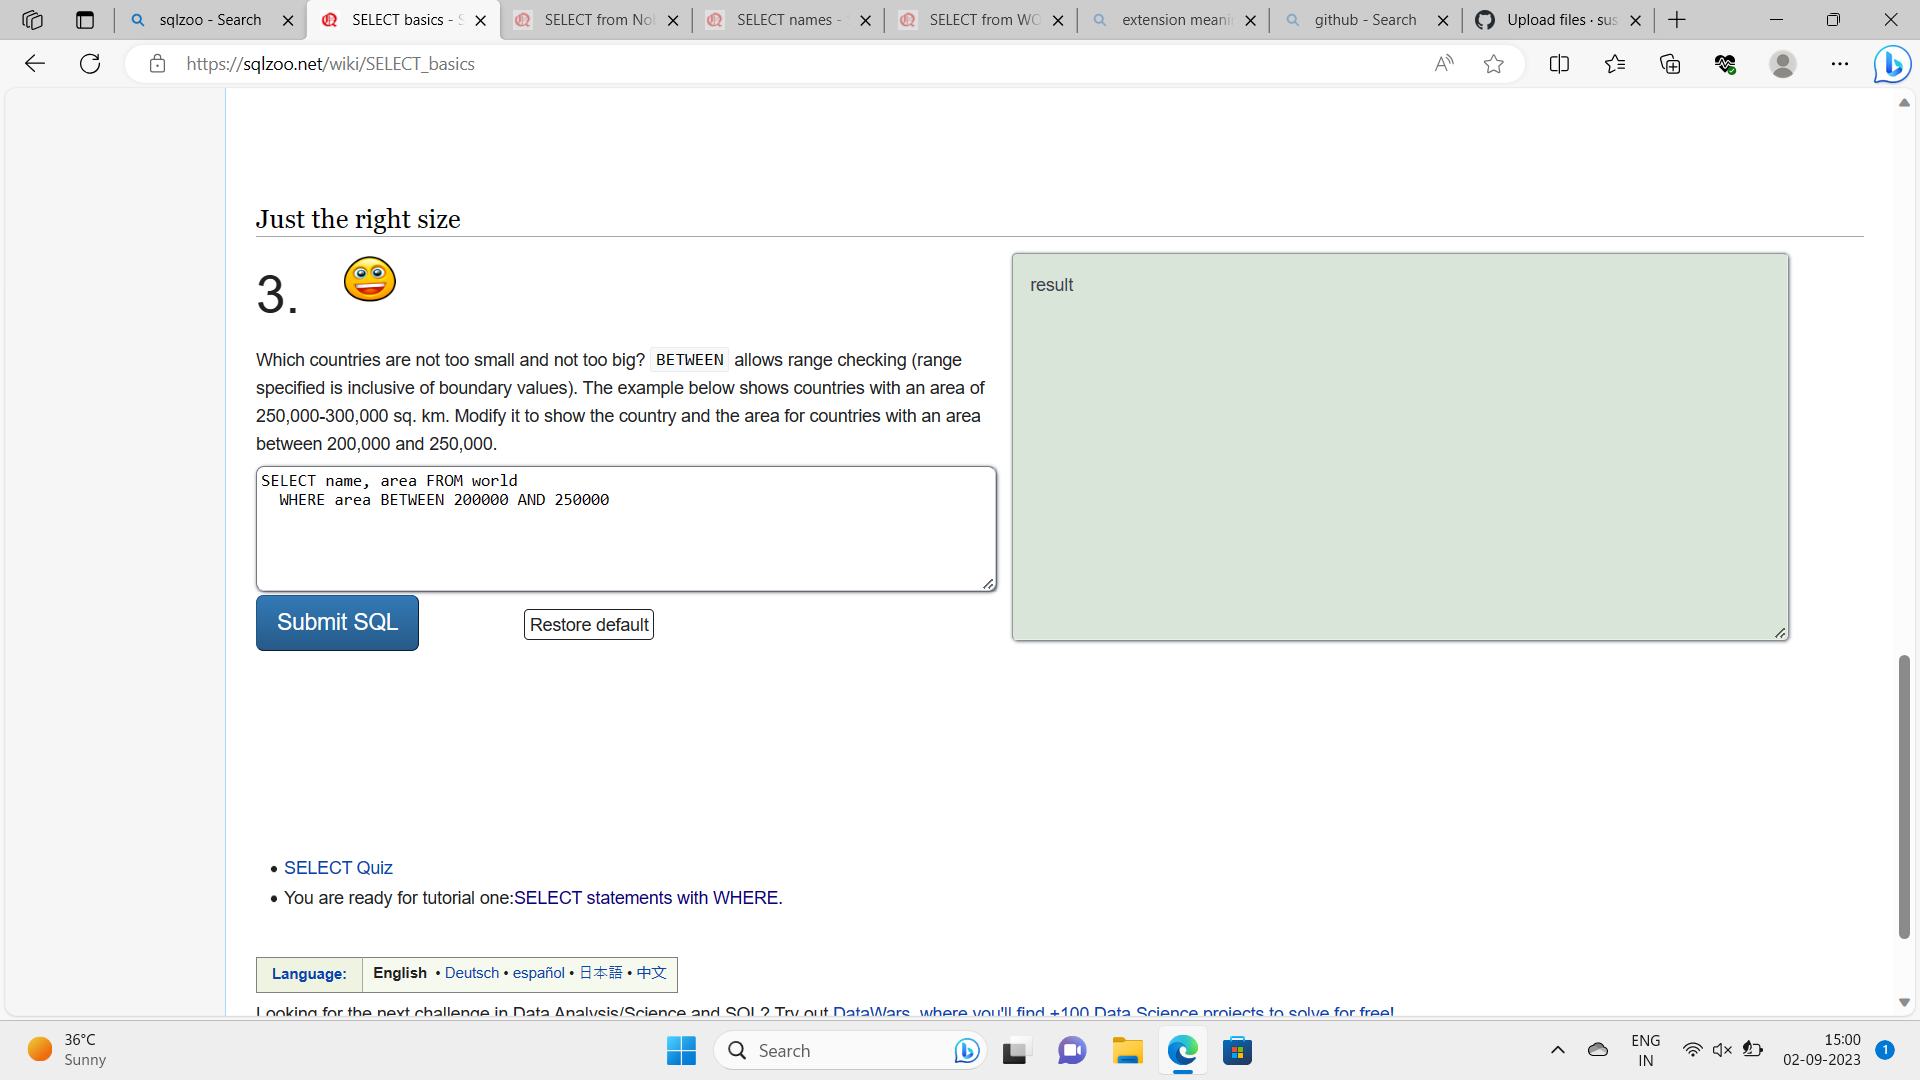 sqlzoo - Search
SELECT basics - S
SELECT from Nob
SELECT names -
SELECT from WO
extension meani
github - Search
Upload files · sus
https://sqlzoo.net/wiki/SELECT_basics
Just the right size
3.
result
Which countries are not too small and not too big? BETWEEN allows range checking (range
specified is inclusive of boundary values). The example below shows countries with an area of
250,000-300,000 sq. km. Modify it to show the country and the area for countries with an area
between 200,000 and 250,000.
SELECT name, area FROM world
WHERE area BETWEEN 200000 AND 250000
Submit SQL
Restore default
• SELECT Quiz
• You are ready for tutorial one:SELECT statements with WHERE.
Language: English • Deutsch • español • 日本語 • 中文
Looking for the next challenge in Data Analysis/Science and SQL? Try out DataWars, where you'll find +100 Data Science projects to solve for free!
36°C
Sunny
Search
ENG
IN
15:00
02-09-2023
1